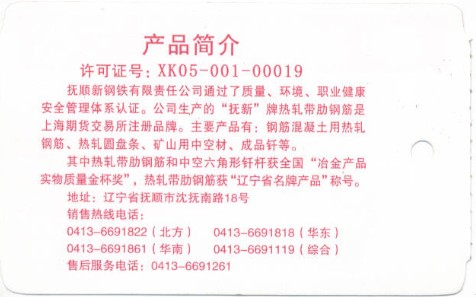 产品简介
许可证号：XK05-001-00019
抚顺新钢铁有限责任公司通过了质量、环境、职业健康
安全管理体系认证。公司生产的“抚新”牌热轧带肋钢筋是
上海期货交易所注册品牌。主要产品有：钢筋混凝土用热轧
钢筋、热轧圆盘条、矿山用中空材、成品钎等。
其中热轧带肋钢筋和中空六角形钎杆获全国“冶金产品
实物质量金杯奖”，热轧带肋钢筋获“辽宁省名牌产品”称号。
地址：辽宁省抚顺市沈抚南路18号
销售热线电话：
0413-6691822（北方） 0413-6691818（华东）
0413-6691861（华南） 0413-6691119（综合）
售后服务电话：0413-6691261